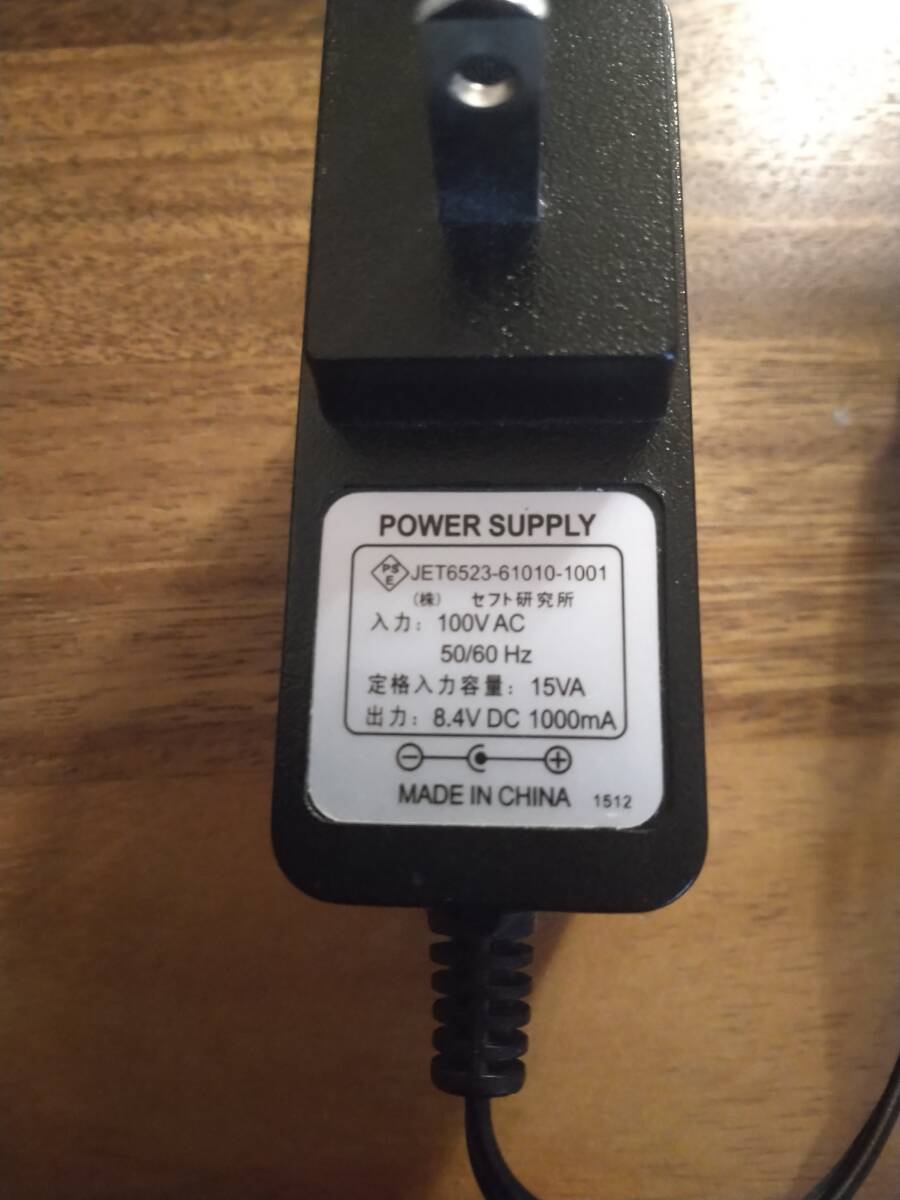 POWER SUPPLY
PSE JET6523-61010-1001
(株) セフト研究所
入力: 100V AC
50/60 Hz
定格入力容量: 15VA
出力: 8.4V DC 1000mA
MADE IN CHINA 1512